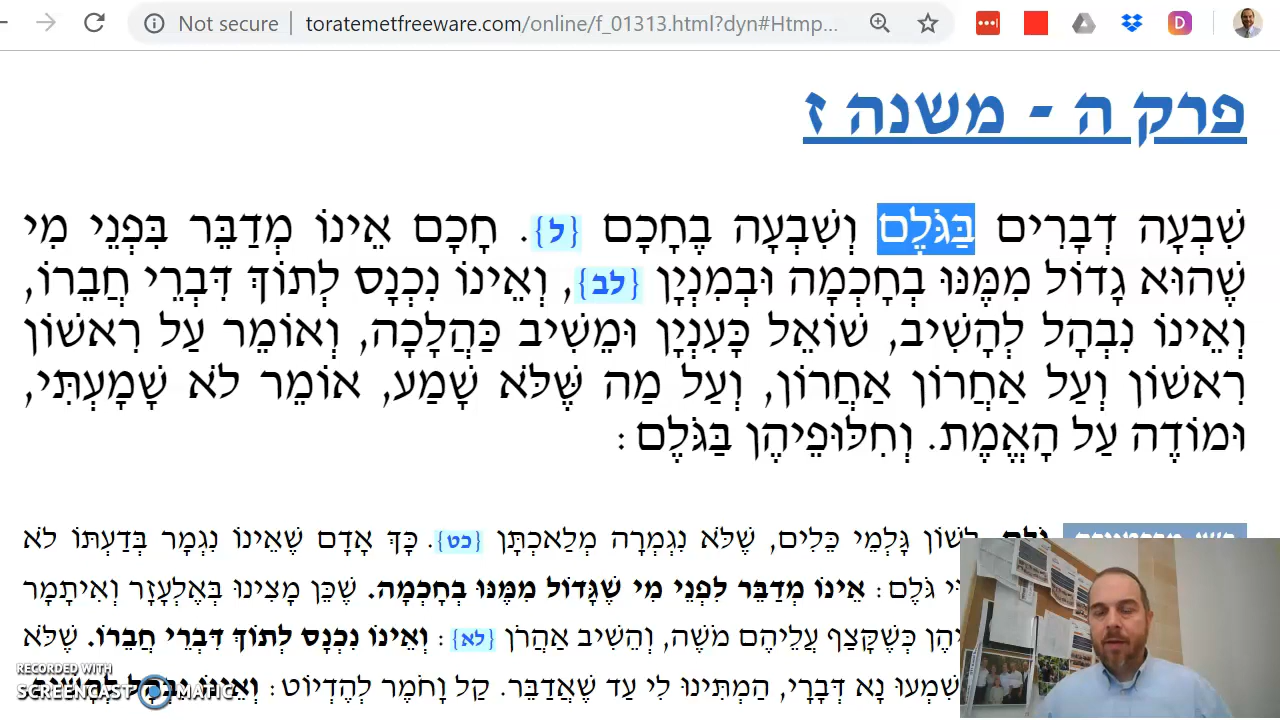 Not secure
toratemetfreeware.com/online/f_01313.html?dyn#Htmp...
D
פרק ה - משנה ז
שִׁבְעָה דְבָרִים בַּגֹּלֶם וְשִׁבְעָה בֶחָכָם {ל}. חָכָם אֵינוֹ מְדַבֵּר בִּפְנֵי מִי
שֶׁהוּא גָדוֹל מִמֶּנּוּ בְחָכְמָה וּבְמִנְיָן {לב}, וְאֵינוֹ נִכְנָס לְתוֹךְ דִּבְרֵי חֲבֵרוֹ,
וְאֵינוֹ נִבְהָל לְהָשִׁיב, שׁוֹאֵל כָּעִנְיָן וּמֵשִׁיב כַּהֲלָכָה, וְאוֹמֵר עַל רִאשׁוֹן
רִאשׁוֹן וְעַל אַחֲרוֹן אַחֲרוֹן, וְעַל מַה שֶּׁלֹּא שָׁמַע, אוֹמֵר לֹא שָׁמָעְתִּי,
וּמוֹדֶה עַל הָאֱמֶת. וְחִלּוּפֵיהֶן בַּגֹּלֶם:
לְשׁוֹן גָּלְמֵי כֵּלִים, שֶׁלֹּא נִגְמְרָה מְלַאכְתָּן {כט}. כָּךְ אָדָם שֶׁאֵינוֹ נִגְמָר בְּדַעְתּוֹ לֹא
גֹּלֶם: אֵינוֹ מְדַבֵּר לִפְנֵי מִי שֶׁגָּדוֹל מִמֶּנּוּ בְּחָכְמָה. שֶׁכֵּן מָצִינוּ בְּאֶלְעָזָר וְאִיתָמָר
כְּשֶׁקָּצַף עֲלֵיהֶם מֹשֶׁה, וְהֵשִׁיב אַהֲרֹן {לא}: וְאֵינוֹ נִכְנָס לְתוֹךְ דִּבְרֵי חֲבֵרוֹ. שֶׁלֹּא
שִׁמְעוּ נָא דְּבָרָי, הַמְתִּינוּ לִי עַד שֶׁאֲדַבֵּר. קַל וָחֹמֶר לְהֶדְיוֹט: וְאֵינוֹ נִבְהָל לְהָשִׁיב.
RECORDED WITH
SCREENCAST MATIC